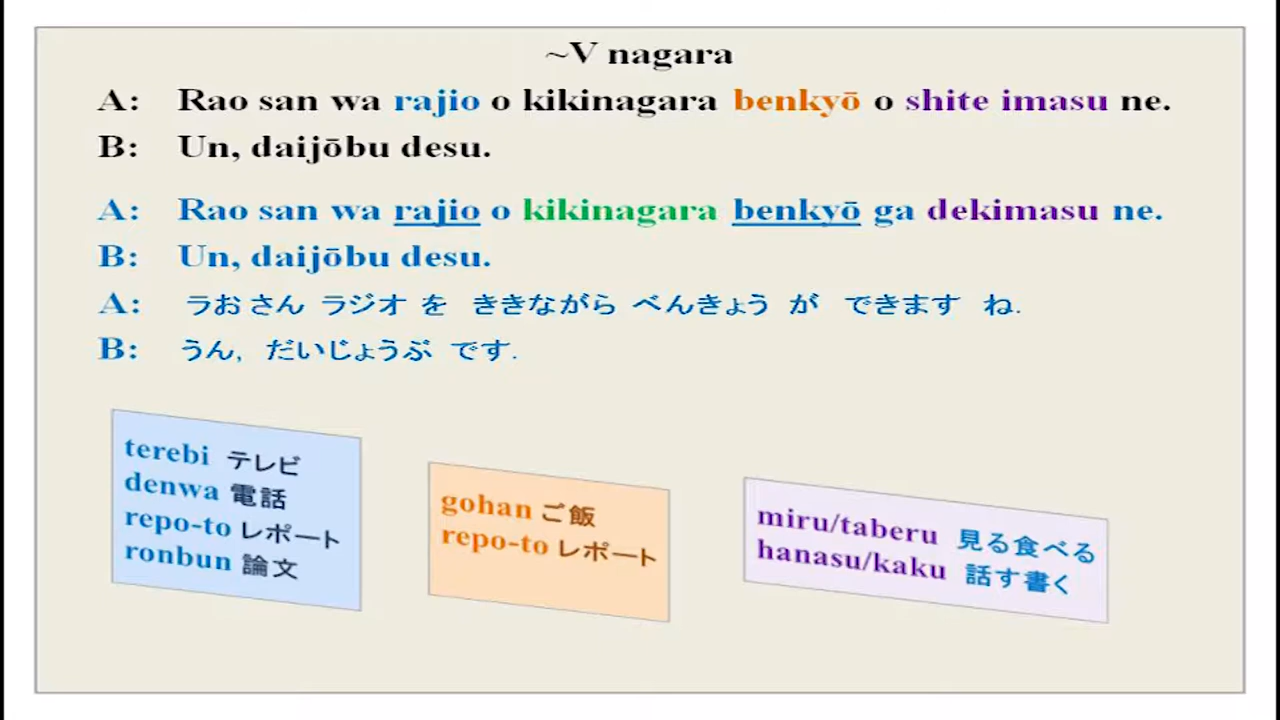 ~V nagara
A: Rao san wa rajio o kikinagara benkyō o shite imasu ne.
B: Un, daijōbu desu.
A: Rao san wa rajio o kikinagara benkyō ga dekimasu ne.
B: Un, daijōbu desu.
A: ラおさん ラジオ を ききながら べんきょう が できます ね.
B: うん, だいじょうぶ です.
terebi テレビ
denwa 電話
repo-to レポート
ronbun 論文
gohan ご飯
repo-to レポート
miru/taberu 見る食べる
hanasu/kaku 話す書く